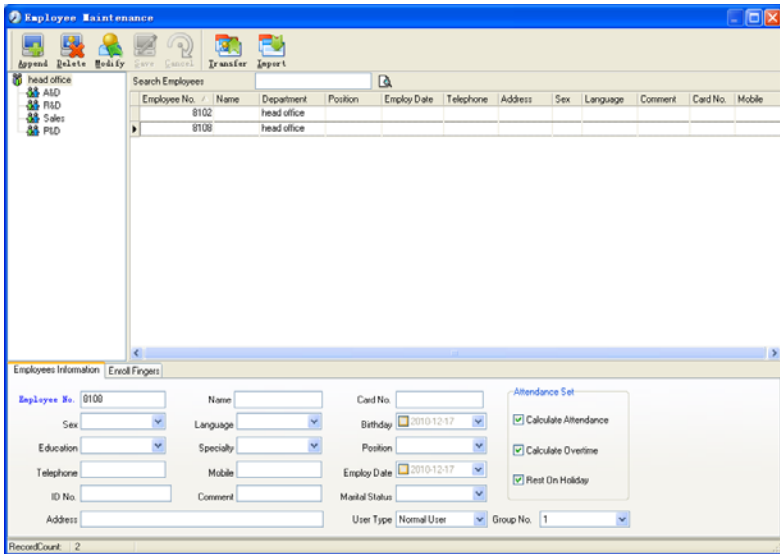 Employee Maintenance
Append Delete Modify Save Cancel Transfer Import
head office
A&D
R&D
Sales
P&D
Search Employees
Employee No. Name Department Position Employ Date Telephone Address Sex Language Comment Card No. Mobile
8102 head office
8108 head office
Employees Information Enroll Fingers
Employee No. 8108 Name Card No. Attendance Set
Sex Language Birthday 2010-12-17 Calculate Attendance
Education Specialty Position Calculate Overtime
Telephone Mobile Employ Date 2010-12-17 Rest On Holiday
ID No. Comment Marital Status
Address User Type Normal User Group No. 1
RecordCount: 2